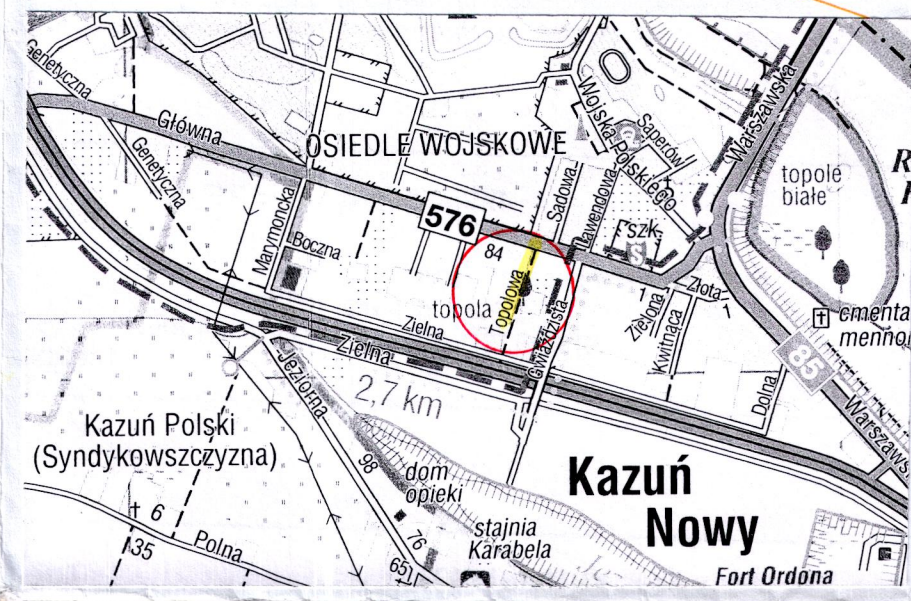 Genetyczna
Główna
Genetyczna
OSIEDLE WOJSKOWE
Wojska Polskiego
Saperów
Warszawska
topole
białe
R
Marymoncka
Boczna
576
84
Sadowa
Lawendowa
szk.
S
topola
Topolowa
Gwiaździsta
Zielona
1
Złota
1
Kwitnąca
Dolna
cmenta
menno
85
Warszaws
Zielna
Zielna
Jeziorna
2,7 km
Kazuń Polski
(Syndykowszczyzna)
98
dom
opieki
76
65
stajnia
Karabela
Kazuń
Nowy
6
135
Polna
Fort Ordona